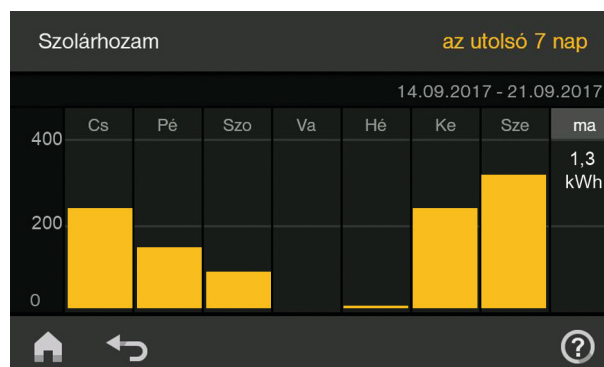 Szolárhozam az utolsó 7 nap
14.09.2017 - 21.09.2017
Cs Pé Szo Va Hé Ke Sze ma
400
1,3
kWh
200
0
?